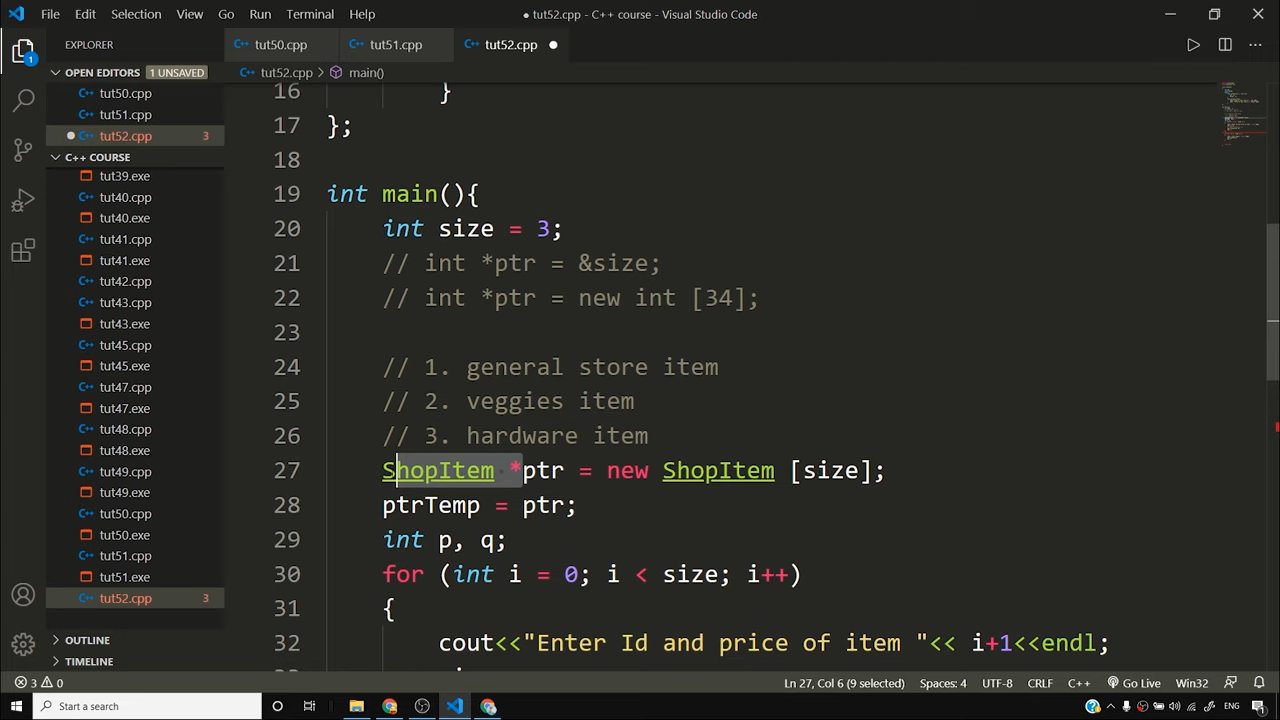 File Edit Selection View Go Run Terminal Help
● tut52.cpp - C++ course - Visual Studio Code
EXPLORER
tut50.cpp
tut51.cpp
tut52.cpp ●
OPEN EDITORS 1 UNSAVED
tut52.cpp > main()
tut50.cpp
tut51.cpp
tut52.cpp 3
C++ COURSE
tut39.exe
tut40.cpp
tut40.exe
tut41.cpp
tut41.exe
tut42.cpp
tut43.cpp
tut43.exe
tut45.cpp
tut45.exe
tut47.cpp
tut47.exe
tut48.cpp
tut48.exe
tut49.cpp
tut49.exe
tut50.cpp
tut50.exe
tut51.cpp
tut51.exe
tut52.cpp 3
OUTLINE
TIMELINE
16 }
17 };
18
19 int main(){
20 int size = 3;
21 // int *ptr = &size;
22 // int *ptr = new int [34];
23
24 // 1. general store item
25 // 2. veggies item
26 // 3. hardware item
27 ShopItem *ptr = new ShopItem [size];
28 ptrTemp = ptr;
29 int p, q;
30 for (int i = 0; i < size; i++)
31 {
32 cout<<"Enter Id and price of item "<< i+1<<endl;
3 0
Ln 27, Col 6 (9 selected) Spaces: 4 UTF-8 CRLF C++ Go Live Win32
Start a search
ENG